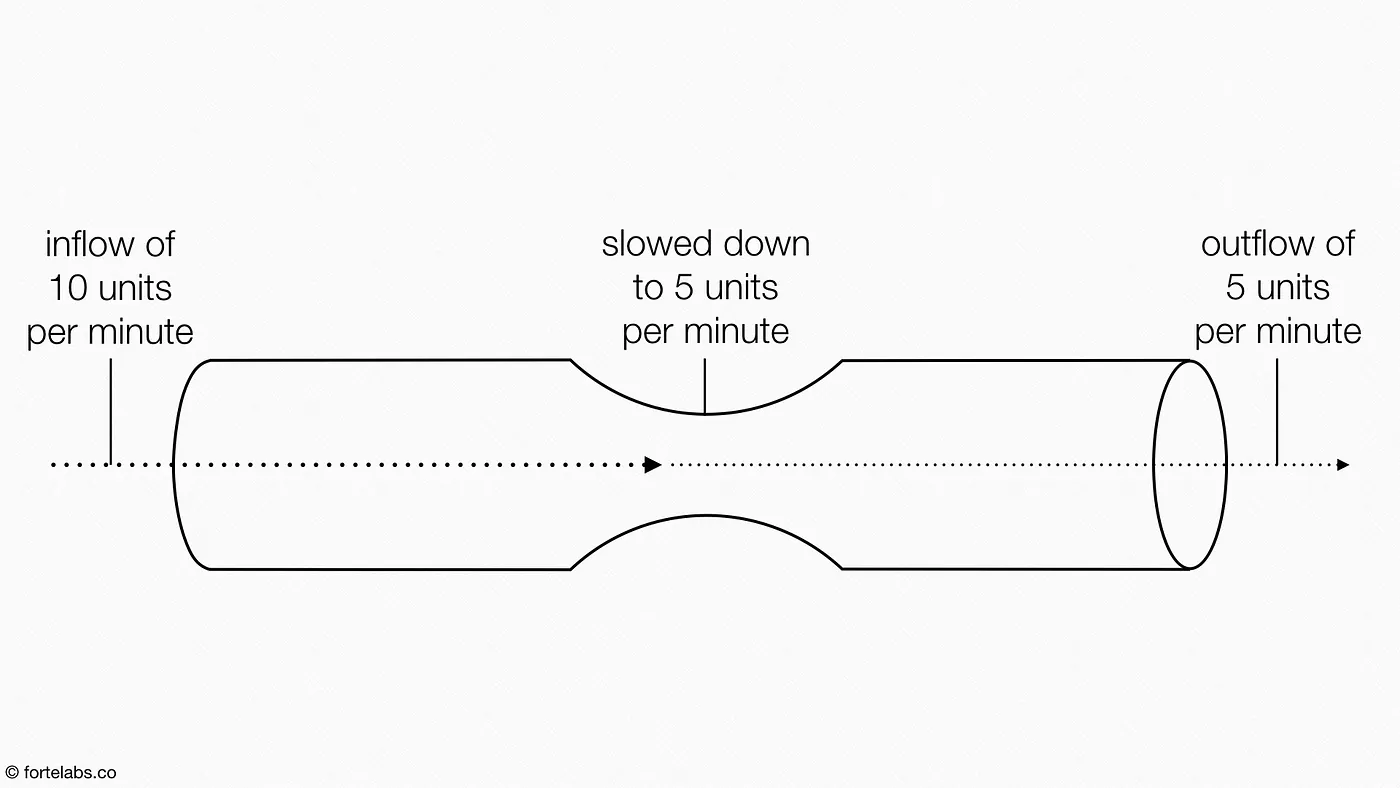 inflow of
10 units
per minute
slowed down
to 5 units
per minute
outflow of
5 units
per minute
© fortelabs.co